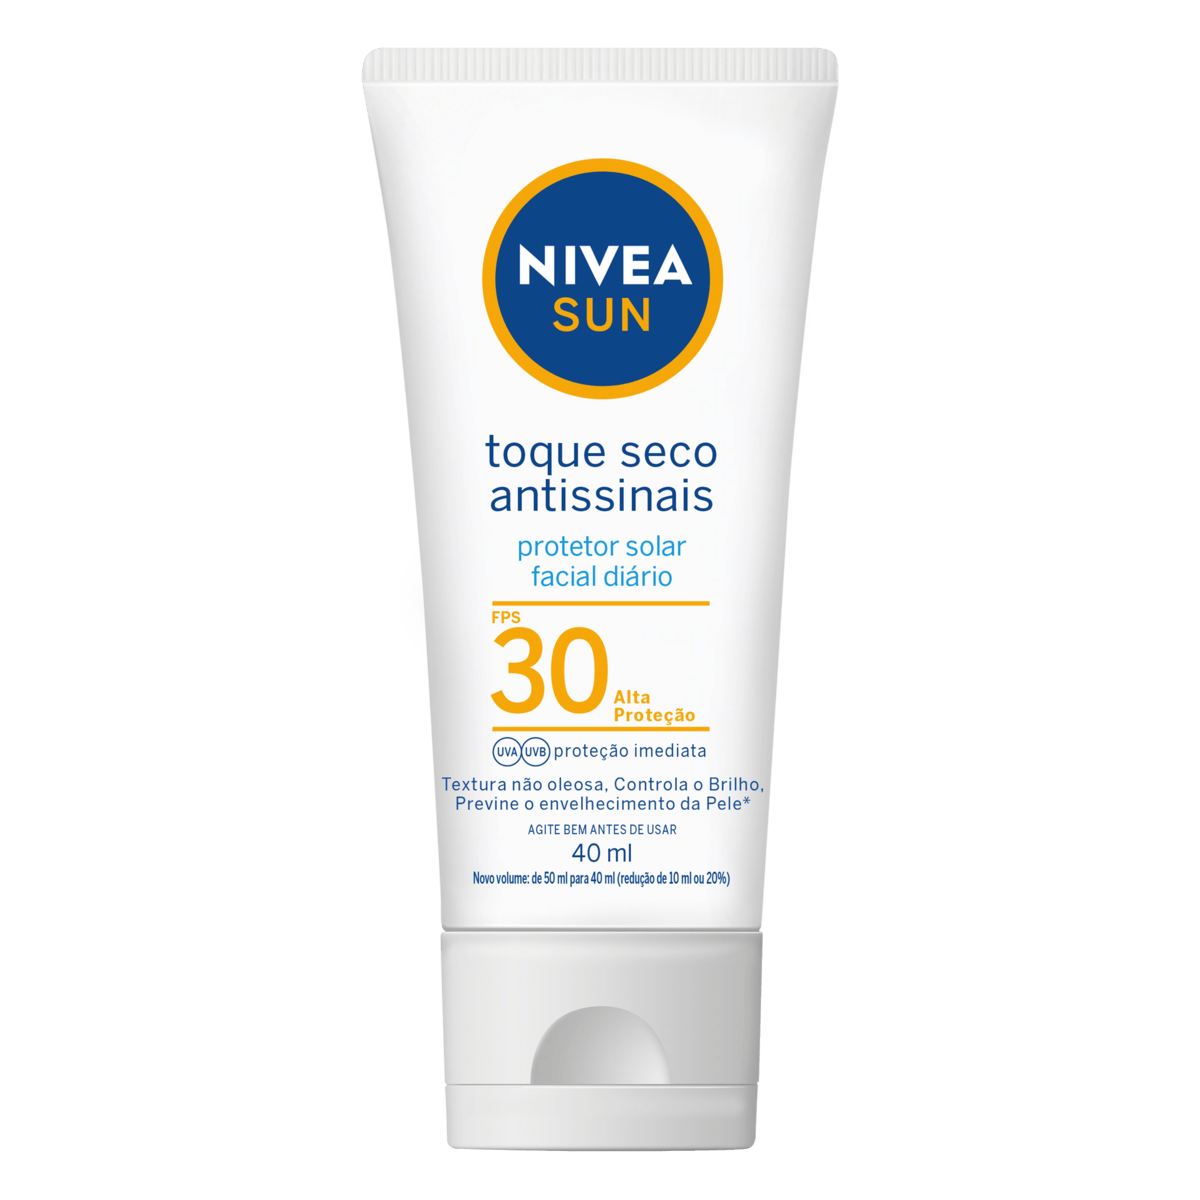 NIVEA
SUN
toque seco
antissinais
protetor solar
facial diário
FPS
30
Alta
Proteção
UVA UVB proteção imediata
Textura não oleosa, Controla o Brilho,
Previne o envelhecimento da Pele*
AGITE BEM ANTES DE USAR
40 ml
Novo volume: de 50 ml para 40 ml (redução de 10 ml ou 20%)